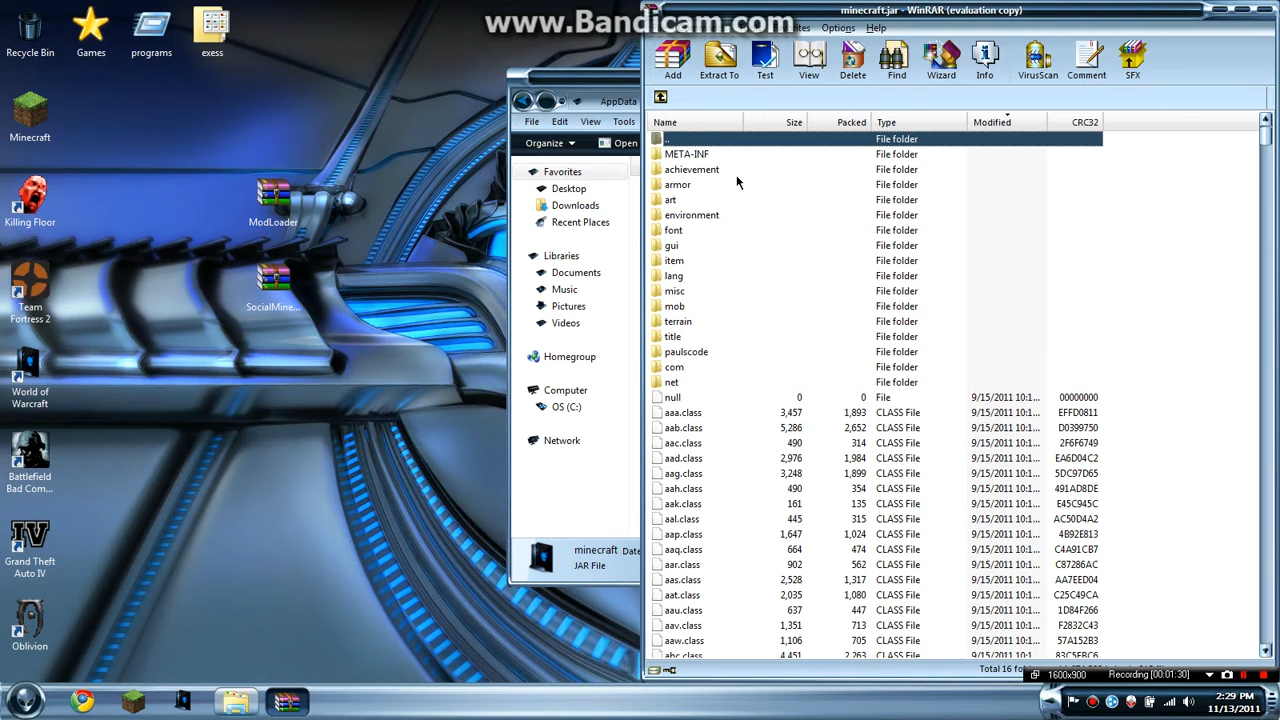 www.Bandicam.com
minecraft.jar - WinRAR (evaluation copy)
Options Help
Add Extract To Test View Delete Find Wizard Info VirusScan Comment SFX
Name Size Packed Type Modified CRC32
.. File folder
META-INF File folder
achievement File folder
armor File folder
art File folder
environment File folder
font File folder
gui File folder
item File folder
lang File folder
misc File folder
mob File folder
terrain File folder
title File folder
paulscode File folder
com File folder
net File folder
null 0 0 File 9/15/2011 10:1... 00000000
aaa.class 3,457 1,893 CLASS File 9/15/2011 10:1... EFFD0811
aab.class 5,286 2,652 CLASS File 9/15/2011 10:1... D0399750
aac.class 490 314 CLASS File 9/15/2011 10:1... 2F6F6749
aad.class 2,976 1,984 CLASS File 9/15/2011 10:1... EA6D04C2
aag.class 3,248 1,899 CLASS File 9/15/2011 10:1... 5DC97D65
aah.class 490 354 CLASS File 9/15/2011 10:1... 491AD8DE
aak.class 161 135 CLASS File 9/15/2011 10:1... E45C945C
aal.class 445 315 CLASS File 9/15/2011 10:1... AC50D4A2
aap.class 1,647 1,024 CLASS File 9/15/2011 10:1... 4B92E813
aaq.class 664 474 CLASS File 9/15/2011 10:1... C4A91CB7
aar.class 902 562 CLASS File 9/15/2011 10:1... C87286AC
aas.class 2,528 1,317 CLASS File 9/15/2011 10:1... AA7EED04
aat.class 2,035 1,080 CLASS File 9/15/2011 10:1... C25C49CA
aau.class 637 447 CLASS File 9/15/2011 10:1... 1D84F266
aav.class 1,351 713 CLASS File 9/15/2011 10:1... F2832C43
aaw.class 1,106 705 CLASS File 9/15/2011 10:1... 57A152B3
abc.class 4,451 2,263 CLASS File 9/15/2011 10:1... 83C5FBC6
Total 16
1600x900 Recording [00:01:30]
AppData
File Edit View Tools
Organize Open
Favorites
Desktop
Downloads
Recent Places
Libraries
Documents
Music
Pictures
Videos
Homegroup
Computer
OS (C:)
Network
minecraft Date
JAR File
Recycle Bin
Games
programs
exess
Minecraft
Killing Floor
ModLoader
Team
Fortress 2
SocialMine...
World of
Warcraft
Battlefield
Bad Com...
Grand Theft
Auto IV
Oblivion
2:29 PM
11/13/2011